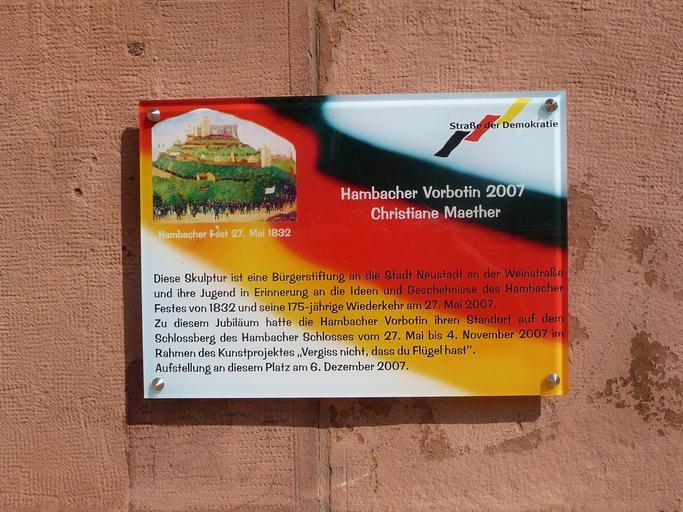 Straße der Demokratie
Hambacher Vorbotin 2007
Christiane Maether
Hambacher Fest 27. Mai 1832
Diese Skulptur ist eine Bürgerstiftung an die Stadt Neustadt an der Weinstraße
und ihre Jugend in Erinnerung an die Ideen und Geschehnisse des Hambacher
Festes von 1832 und seine 175-jährige Wiederkehr am 27. Mai 2007.
Zu diesem Jubiläum hatte die Hambacher Vorbotin ihren Standort auf dem
Schlossberg des Hambacher Schlosses vom 27. Mai bis 4. November 2007 im
Rahmen des Kunstprojektes „Vergiss nicht, dass du Flügel hast".
Aufstellung an diesem Platz am 6. Dezember 2007.